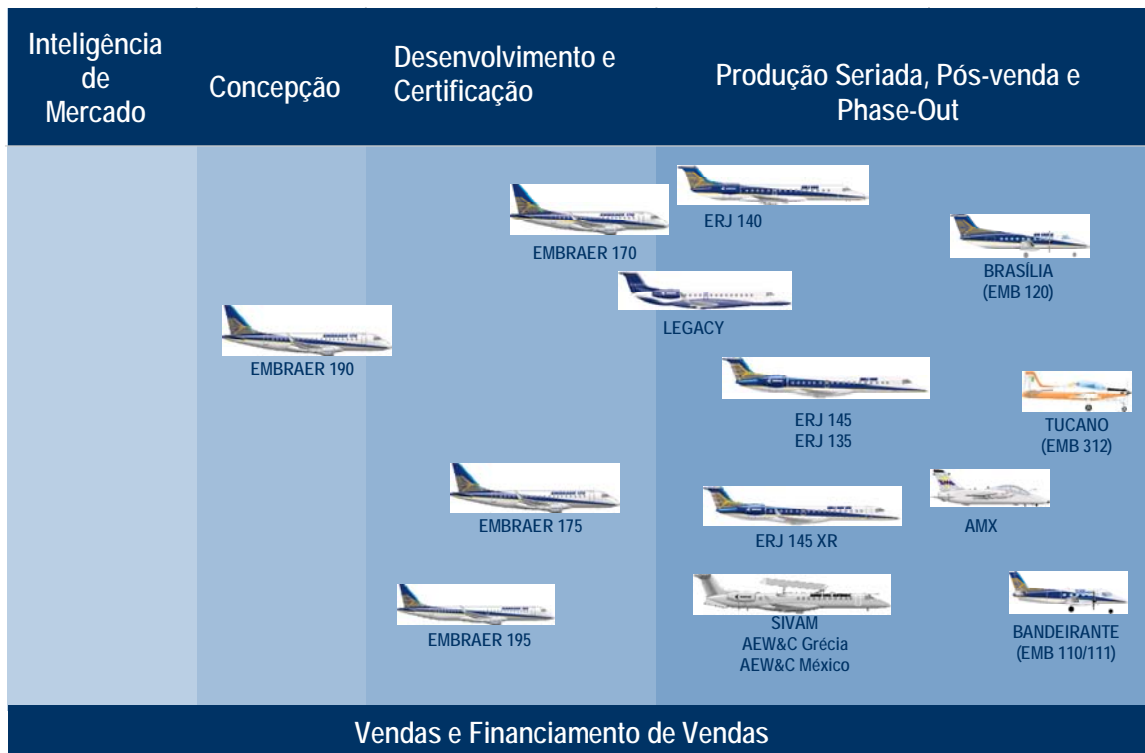 Inteligência
de
Mercado
Concepção
Desenvolvimento e
Certificação
Produção Seriada, Pós-venda e
Phase-Out
ERJ 140
EMBRAER 170
BRASÍLIA
(EMB 120)
LEGACY
EMBRAER 190
ERJ 145
ERJ 135
TUCANO
(EMB 312)
EMBRAER 175
ERJ 145 XR
AMX
EMBRAER 195
SIVAM
AEW&C Grécia
AEW&C México
BANDEIRANTE
(EMB 110/111)
Vendas e Financiamento de Vendas